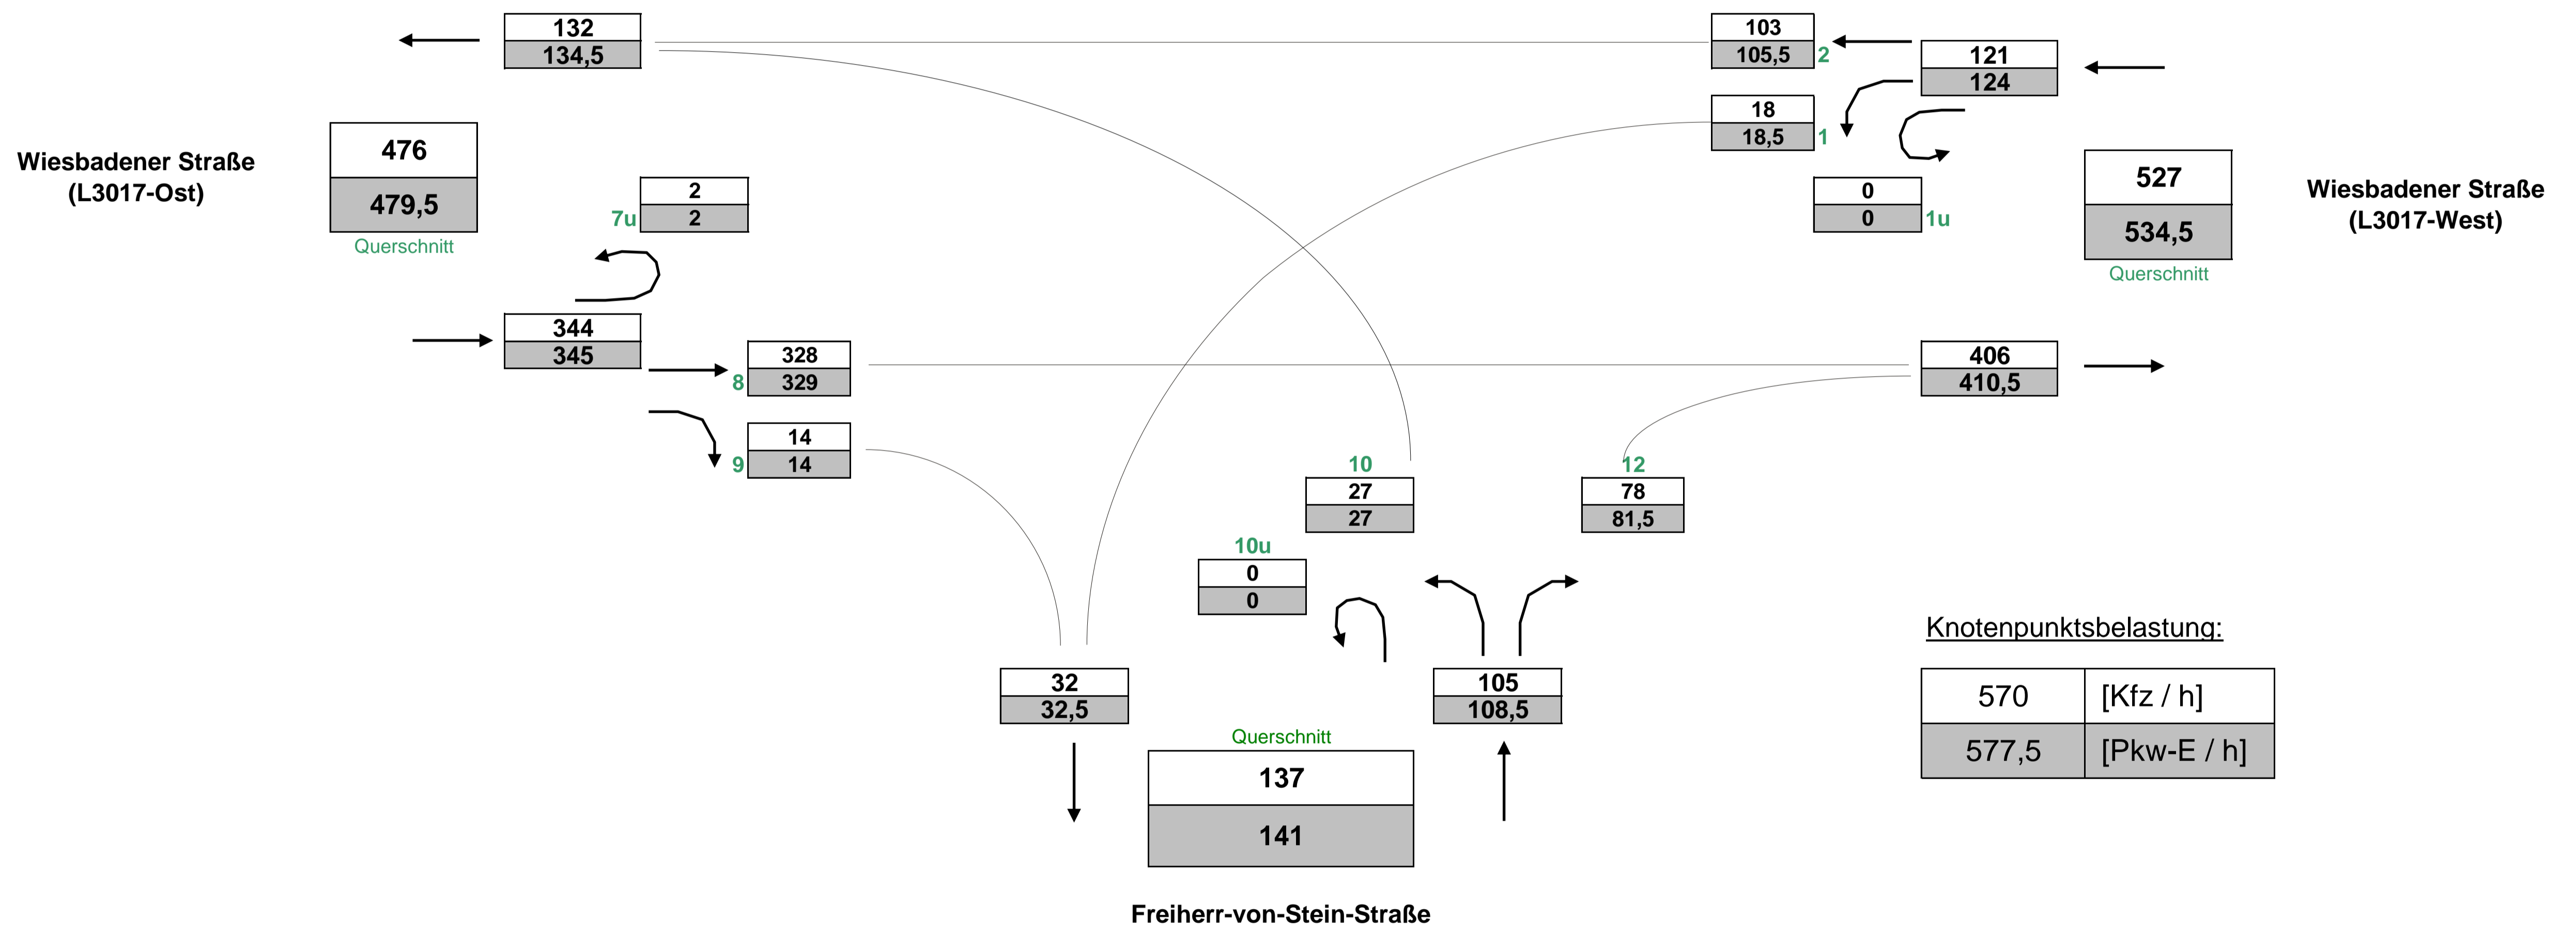 132
134,5
103
105,5 2
121
124
18
18,5 1
Wiesbadener Straße
(L3017-Ost)
476
479,5
Querschnitt
2
7u 2
0
0 1u
527
534,5
Querschnitt
Wiesbadener Straße
(L3017-West)
344
345
328
8 329
406
410,5
14
9 14
10
27
27
12
78
81,5
10u
0
0
32
32,5
105
108,5
Querschnitt
137
141
Freiherr-von-Stein-Straße
Knotenpunktsbelastung:
570 [Kfz / h]
577,5 [Pkw-E / h]